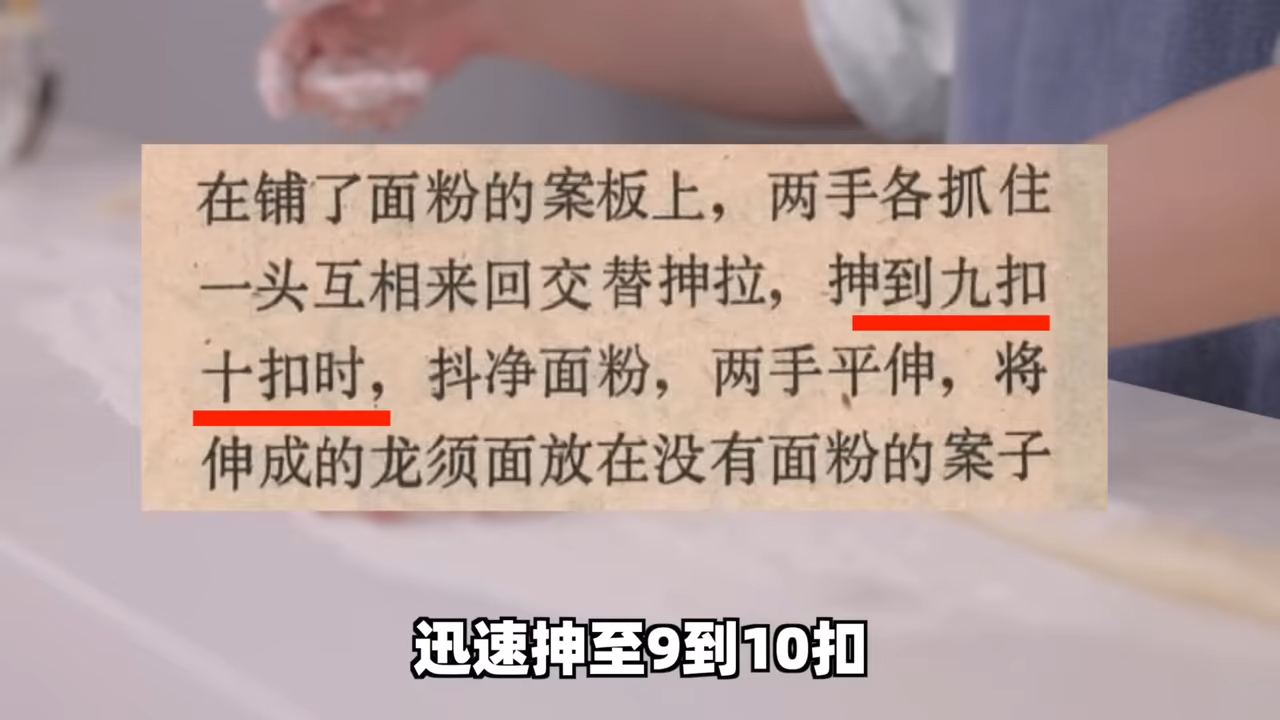 在铺了面粉的案板上，两手各抓住
一头互相来回交替抻拉，抻到九扣
十扣时，抖净面粉，两手平伸，将
伸成的龙须面放在没有面粉的案子
迅速抻至9到10扣